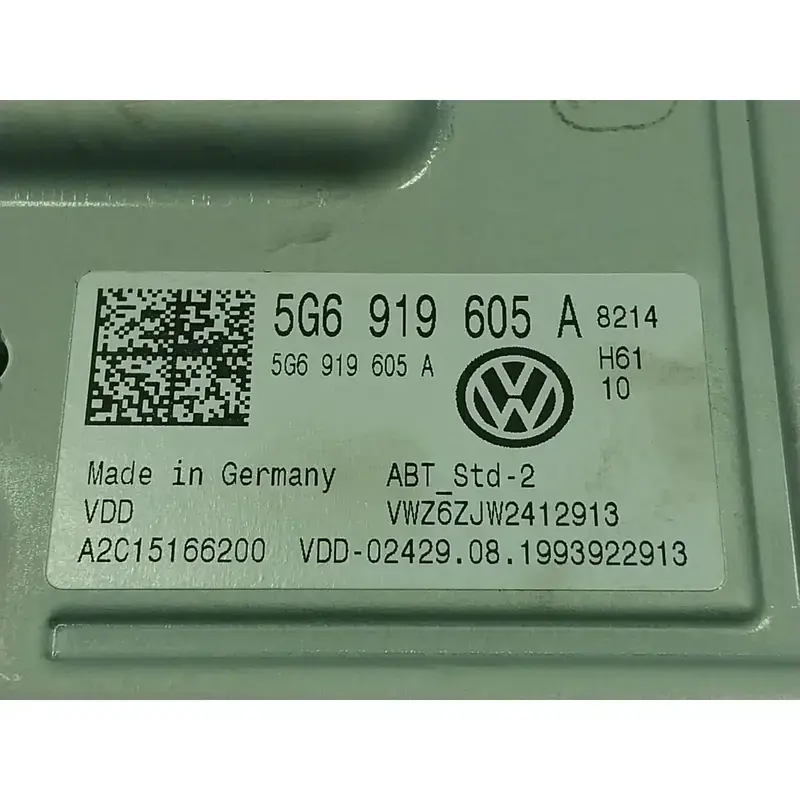 5G6 919 605 A 8214
5G6 919 605 A H61
10
Made in Germany ABT_Std-2
VDD VWZ6ZJW2412913
A2C15166200 VDD-02429.08.1993922913